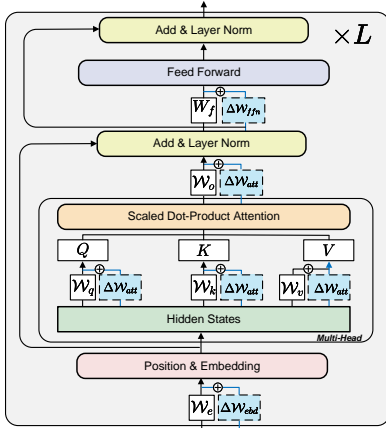 Add & Layer Norm
×L
Feed Forward
W_f ΔW_ffn
Add & Layer Norm
W_o ΔW_att
Scaled Dot-Product Attention
Q K V
W_q ΔW_att W_k ΔW_att W_v ΔW_att
Hidden States
Multi-Head
Position & Embedding
W_e ΔW_ebd